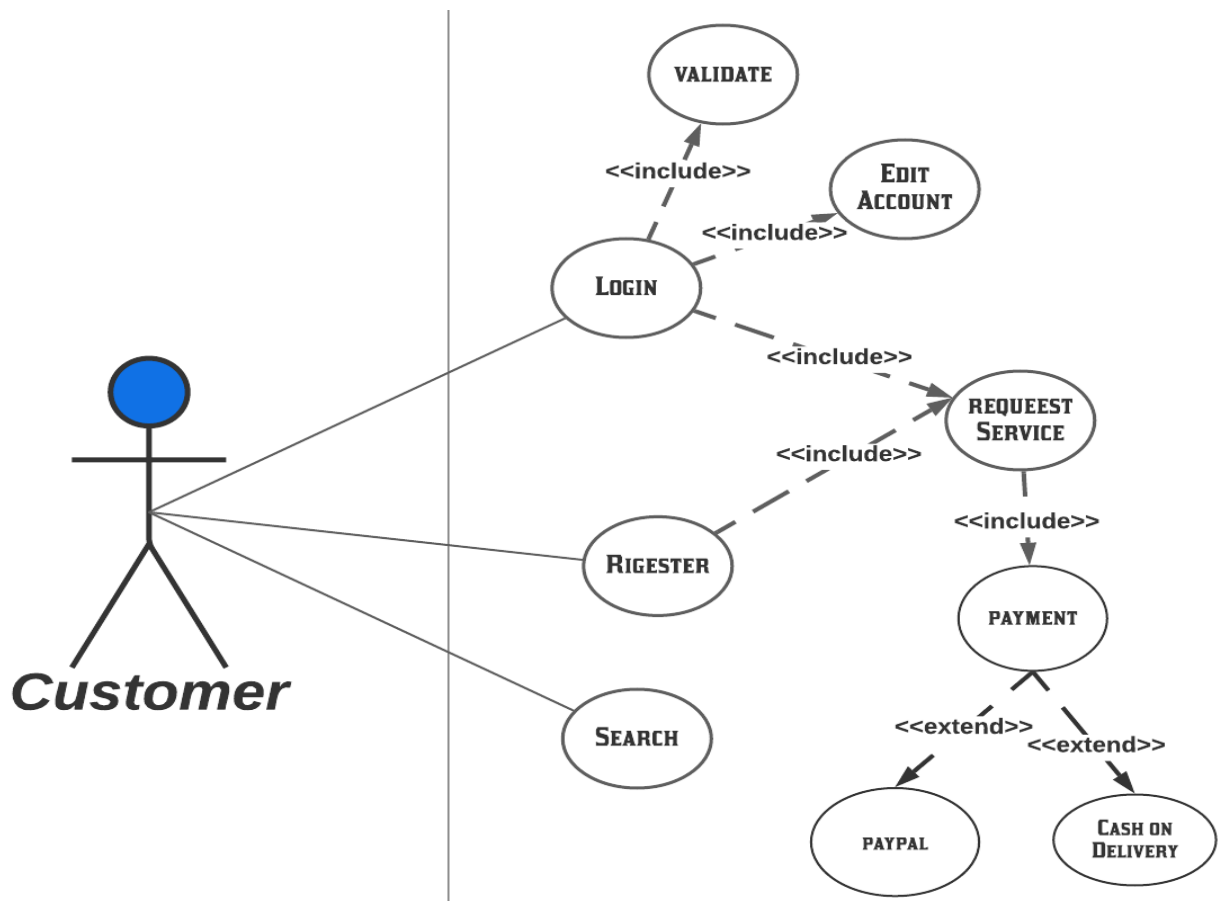 VALIDATE
<<include>>
EDIT
ACCOUNT
<<include>>
LOGIN
<<include>>
REQUEEST
SERVICE
<<include>>
<<include>>
RIGESTER
PAYMENT
Customer
SEARCH
<<extend>>
<<extend>>
PAYPAL
CASH ON
DELIVERY